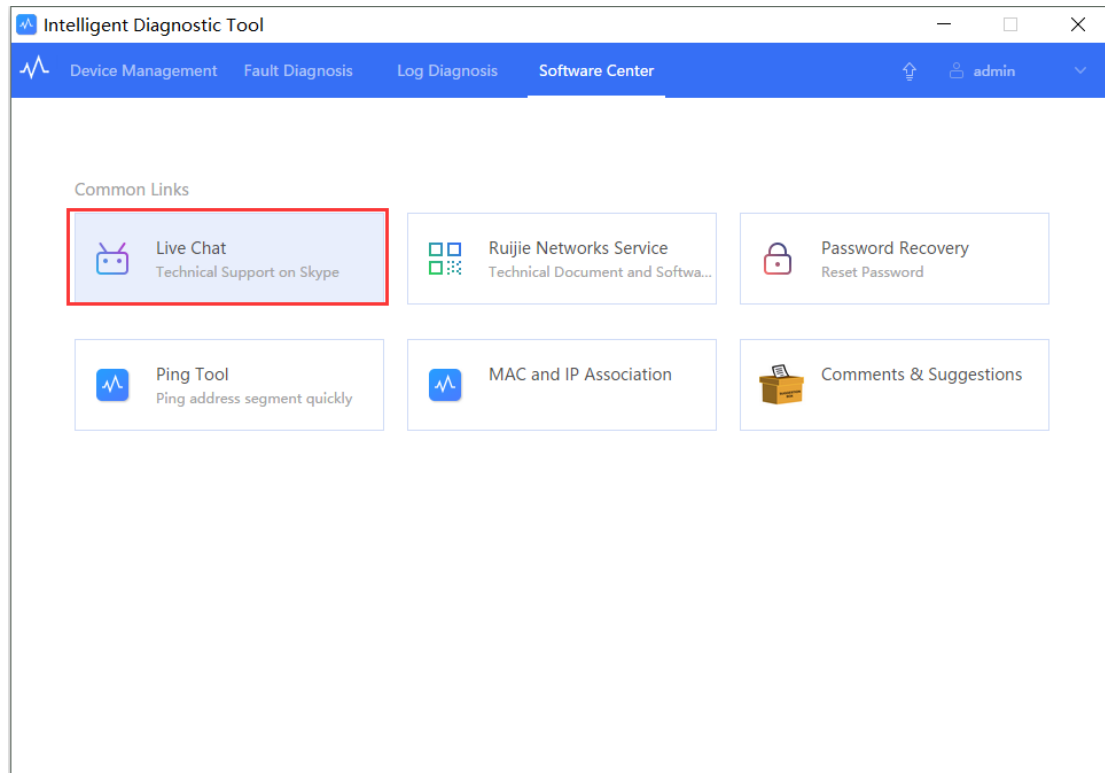 Intelligent Diagnostic Tool
Device Management Fault Diagnosis Log Diagnosis Software Center admin
Common Links
Live Chat
Technical Support on Skype
Ruijie Networks Service
Technical Document and Softwa...
Password Recovery
Reset Password
Ping Tool
Ping address segment quickly
MAC and IP Association
Comments & Suggestions